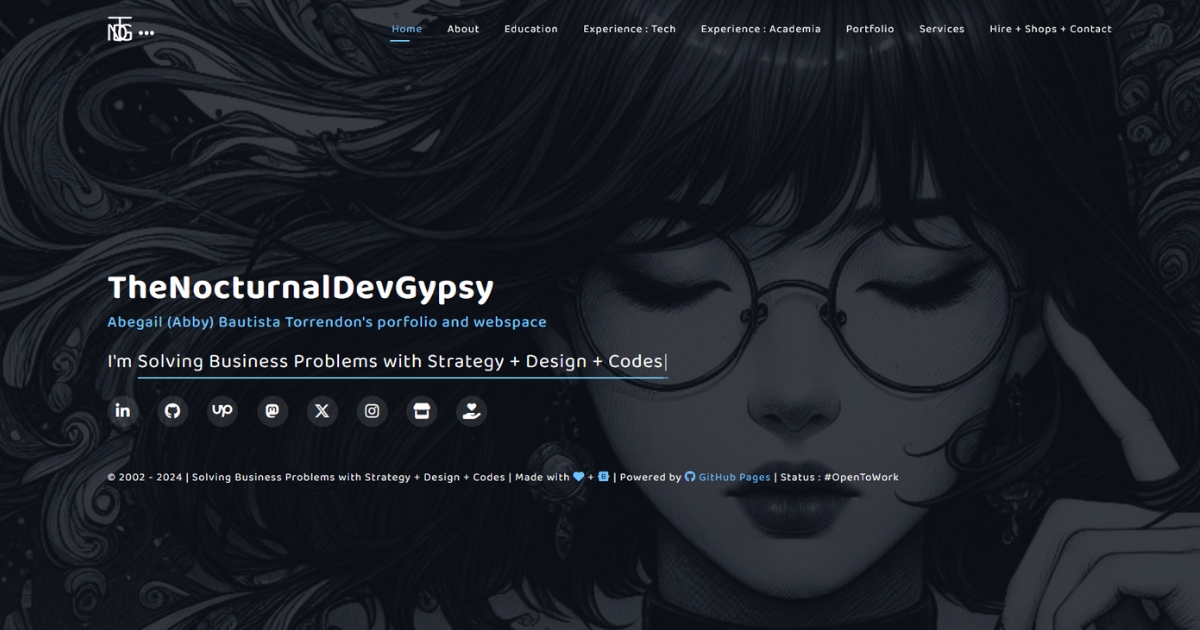 Home About Education Experience : Tech Experience : Academia Portfolio Services Hire + Shops + Contact
TheNocturnalDevGypsy
Abegail (Abby) Bautista Torrendon's porfolio and webspace
I'm Solving Business Problems with Strategy + Design + Codes|
© 2002 - 2024 | Solving Business Problems with Strategy + Design + Codes | Made with + | Powered by GitHub Pages | Status : #OpenToWork